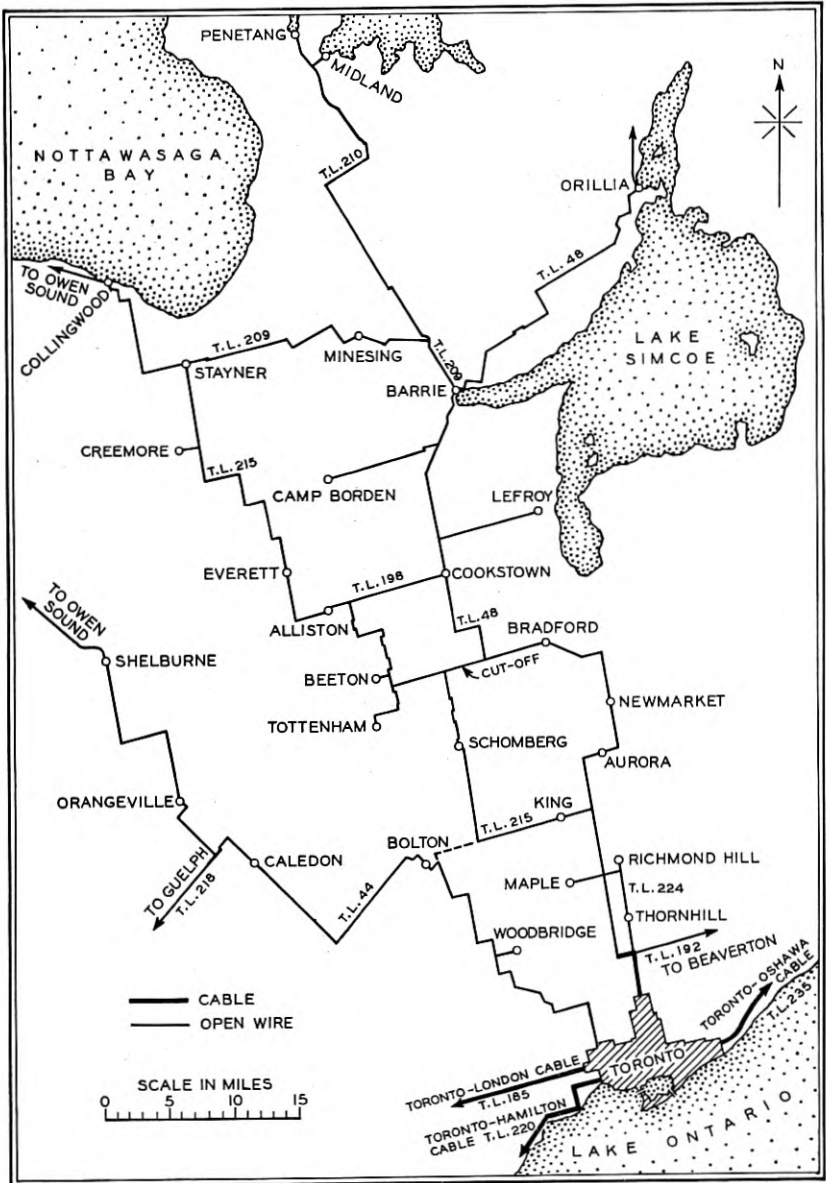 PENETANG
MIDLAND
N
NOTTAWASAGA
BAY
T.L.210
ORILLIA
T.L.48
TO OWEN
SOUND
COLLINGWOOD
T.L. 209
STAYNER
MINESING
T.L.209
BARRIE
LAKE
SIMCOE
CREEMORE
T.L.215
CAMP BORDEN
LEFROY
EVERETT
T.L.198
COOKSTOWN
ALLISTON
T.L.48
BRADFORD
TO OWEN
SOUND
SHELBURNE
BEETON
CUT-OFF
NEWMARKET
TOTTENHAM
SCHOMBERG
AURORA
ORANGEVILLE
KING
T.L.215
BOLTON
CALEDON
RICHMOND HILL
TO GUELPH
T.L.218
T.L.44
MAPLE
T.L.224
THORNHILL
WOODBRIDGE
T.L.192
TO BEAVERTON
CABLE
OPEN WIRE
TORONTO-OSHAWA
CABLE
T.L.235
SCALE IN MILES
0 5 10 15
TORONTO
TORONTO-LONDON CABLE
T.L.185
TORONTO-HAMILTON
CABLE T.L.220
LAKE ONTARIO